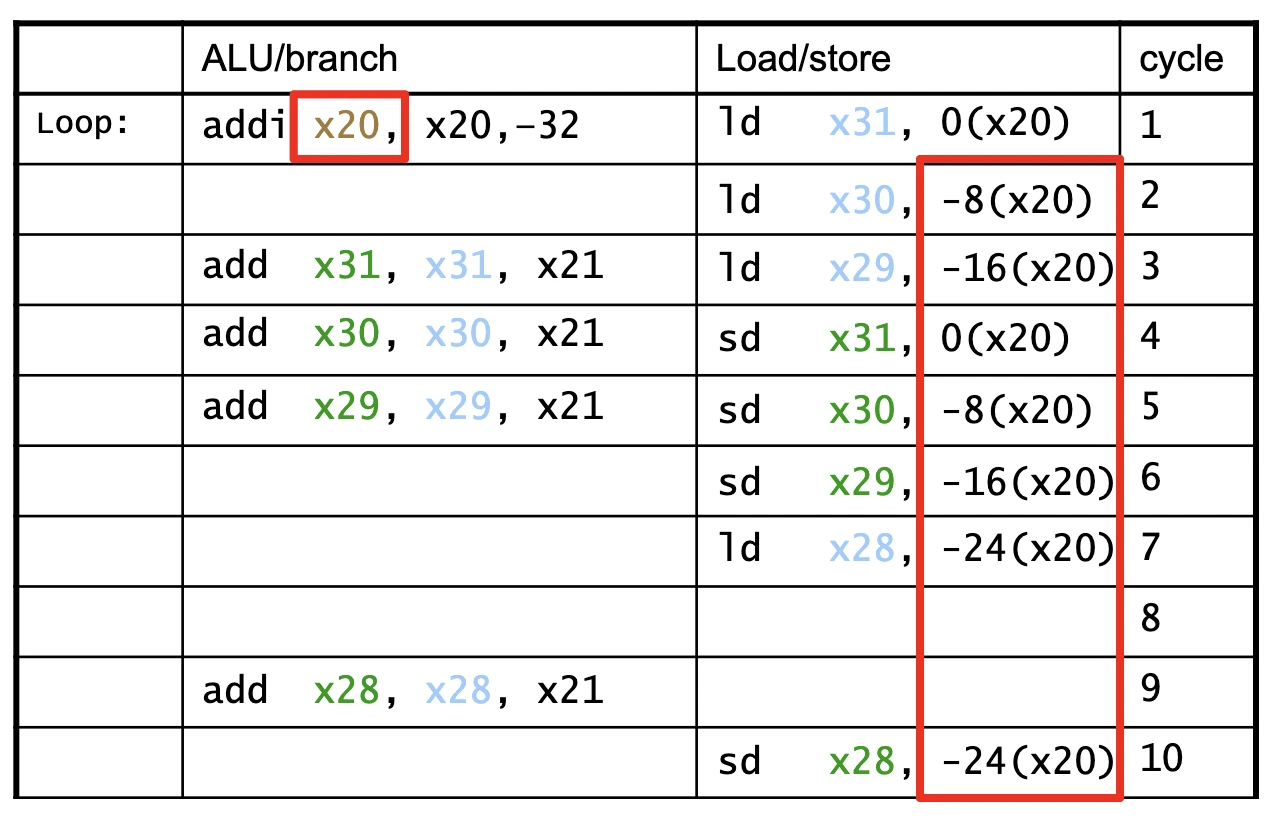 ALU/branch Load/store cycle
Loop: addi x20, x20,-32 ld x31, 0(x20) 1
ld x30, -8(x20) 2
add x31, x31, x21 ld x29, -16(x20) 3
add x30, x30, x21 sd x31, 0(x20) 4
add x29, x29, x21 sd x30, -8(x20) 5
sd x29, -16(x20) 6
ld x28, -24(x20) 7
8
add x28, x28, x21 9
sd x28, -24(x20) 10